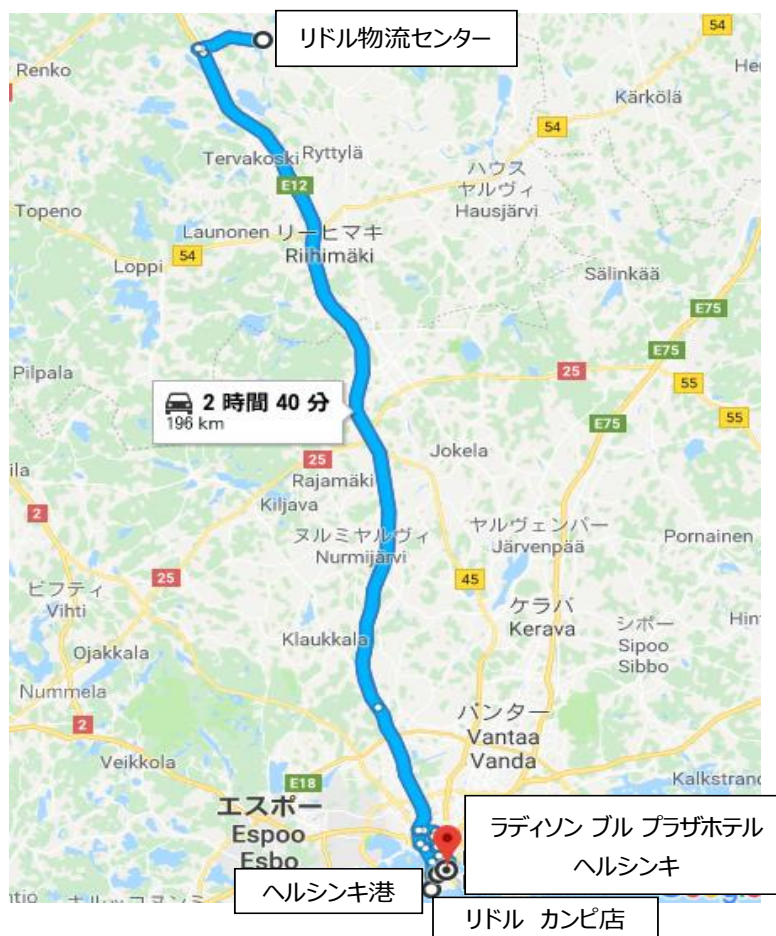 リドル物流センター
54
Renko
Kärkölä
54
Tervakoski
Ryttylä
ハウス
ヤルヴィ
Hausjärvi
E12
Topeno
Launonen
リーヒマキ
Riihimäki
54
Loppi
Sälinkää
E75
E75
Pilpala
25
55
2 時間 40 分
196 km
E75
55
Jokela
25
Rajamäki
Kiljava
2
ヌルミヤルヴィ
Nurmijärvi
ヤルヴェンパー
Järvenpää
Pornainen
25
45
ビフティ
Vihti
ケラバ
Kerava
シポー
Sipoo
Sibbo
Klaukkala
Ojakkala
Nummela
2
バンター
Vantaa
Vanda
Veikkola
E18
Kalkstrand
エスポー
Espoo
Esbo
ラディソン ブル プラザホテル
ヘルシンキ
ヘルシンキ港
リドル カンピ店